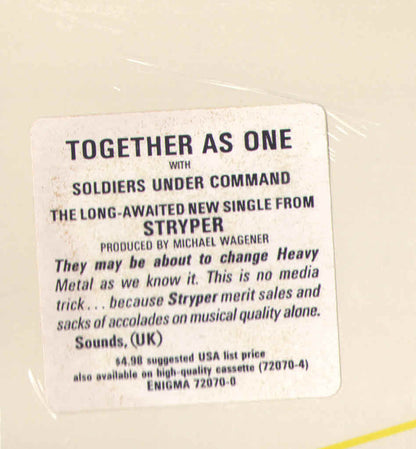 TOGETHER AS ONE
WITH
SOLDIERS UNDER COMMAND
THE LONG-AWAITED NEW SINGLE FROM
STRYPER
PRODUCED BY MICHAEL WAGENER
They may be about to change Heavy
Metal as we know it. This is no media
trick... because Stryper merit sales and
sacks of accolades on musical quality alone.
Sounds, (UK)
$4.98 suggested USA list price
also available on high-quality cassette (72070-4)
ENIGMA 72070-0